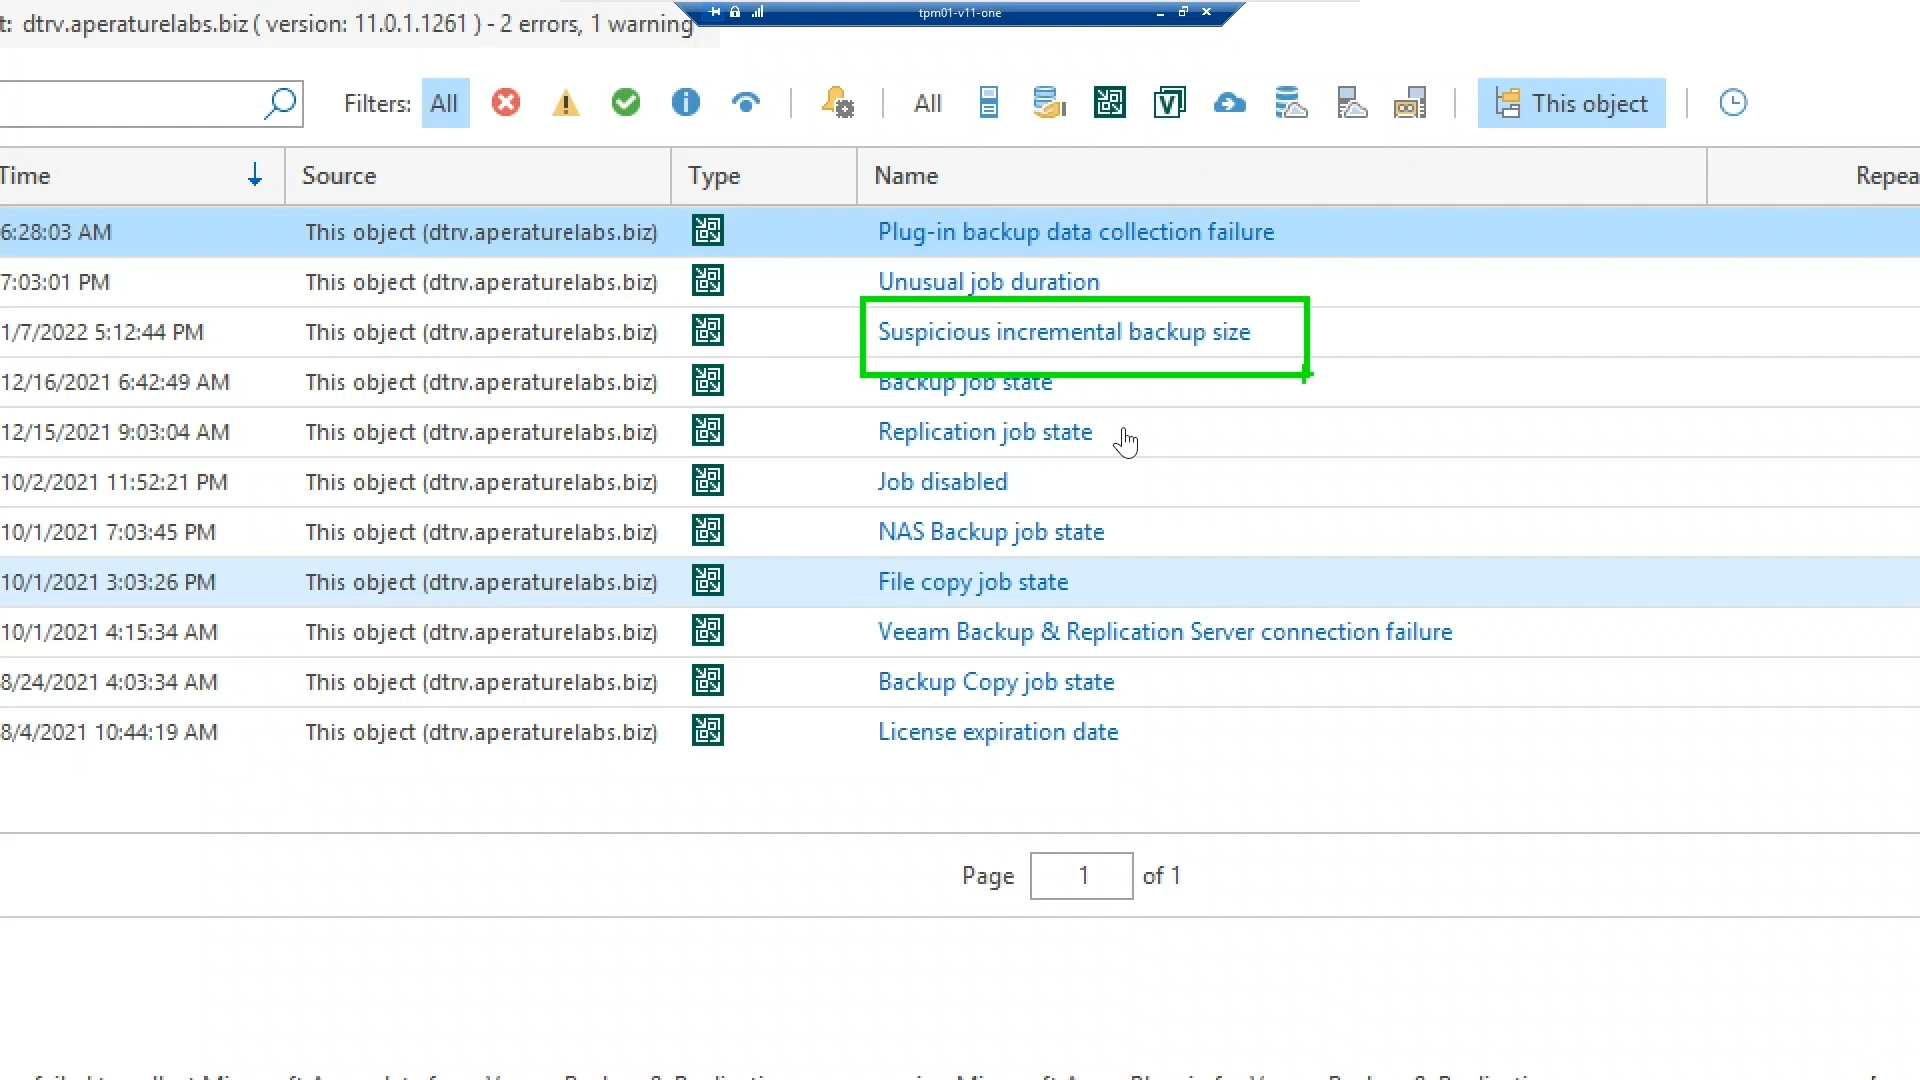 t: dtrv.aperaturelabs.biz ( version: 11.0.1.1261 ) - 2 errors, 1 warning
tpm01-v11-one
Filters: All All This object
Time Source Type Name Repea
6:28:03 AM This object (dtrv.aperaturelabs.biz) Plug-in backup data collection failure
7:03:01 PM This object (dtrv.aperaturelabs.biz) Unusual job duration
1/7/2022 5:12:44 PM This object (dtrv.aperaturelabs.biz) Suspicious incremental backup size
12/16/2021 6:42:49 AM This object (dtrv.aperaturelabs.biz) Backup job state
12/15/2021 9:03:04 AM This object (dtrv.aperaturelabs.biz) Replication job state
10/2/2021 11:52:21 PM This object (dtrv.aperaturelabs.biz) Job disabled
10/1/2021 7:03:45 PM This object (dtrv.aperaturelabs.biz) NAS Backup job state
10/1/2021 3:03:26 PM This object (dtrv.aperaturelabs.biz) File copy job state
10/1/2021 4:15:34 AM This object (dtrv.aperaturelabs.biz) Veeam Backup & Replication Server connection failure
8/24/2021 4:03:34 AM This object (dtrv.aperaturelabs.biz) Backup Copy job state
8/4/2021 10:44:19 AM This object (dtrv.aperaturelabs.biz) License expiration date
Page 1 of 1